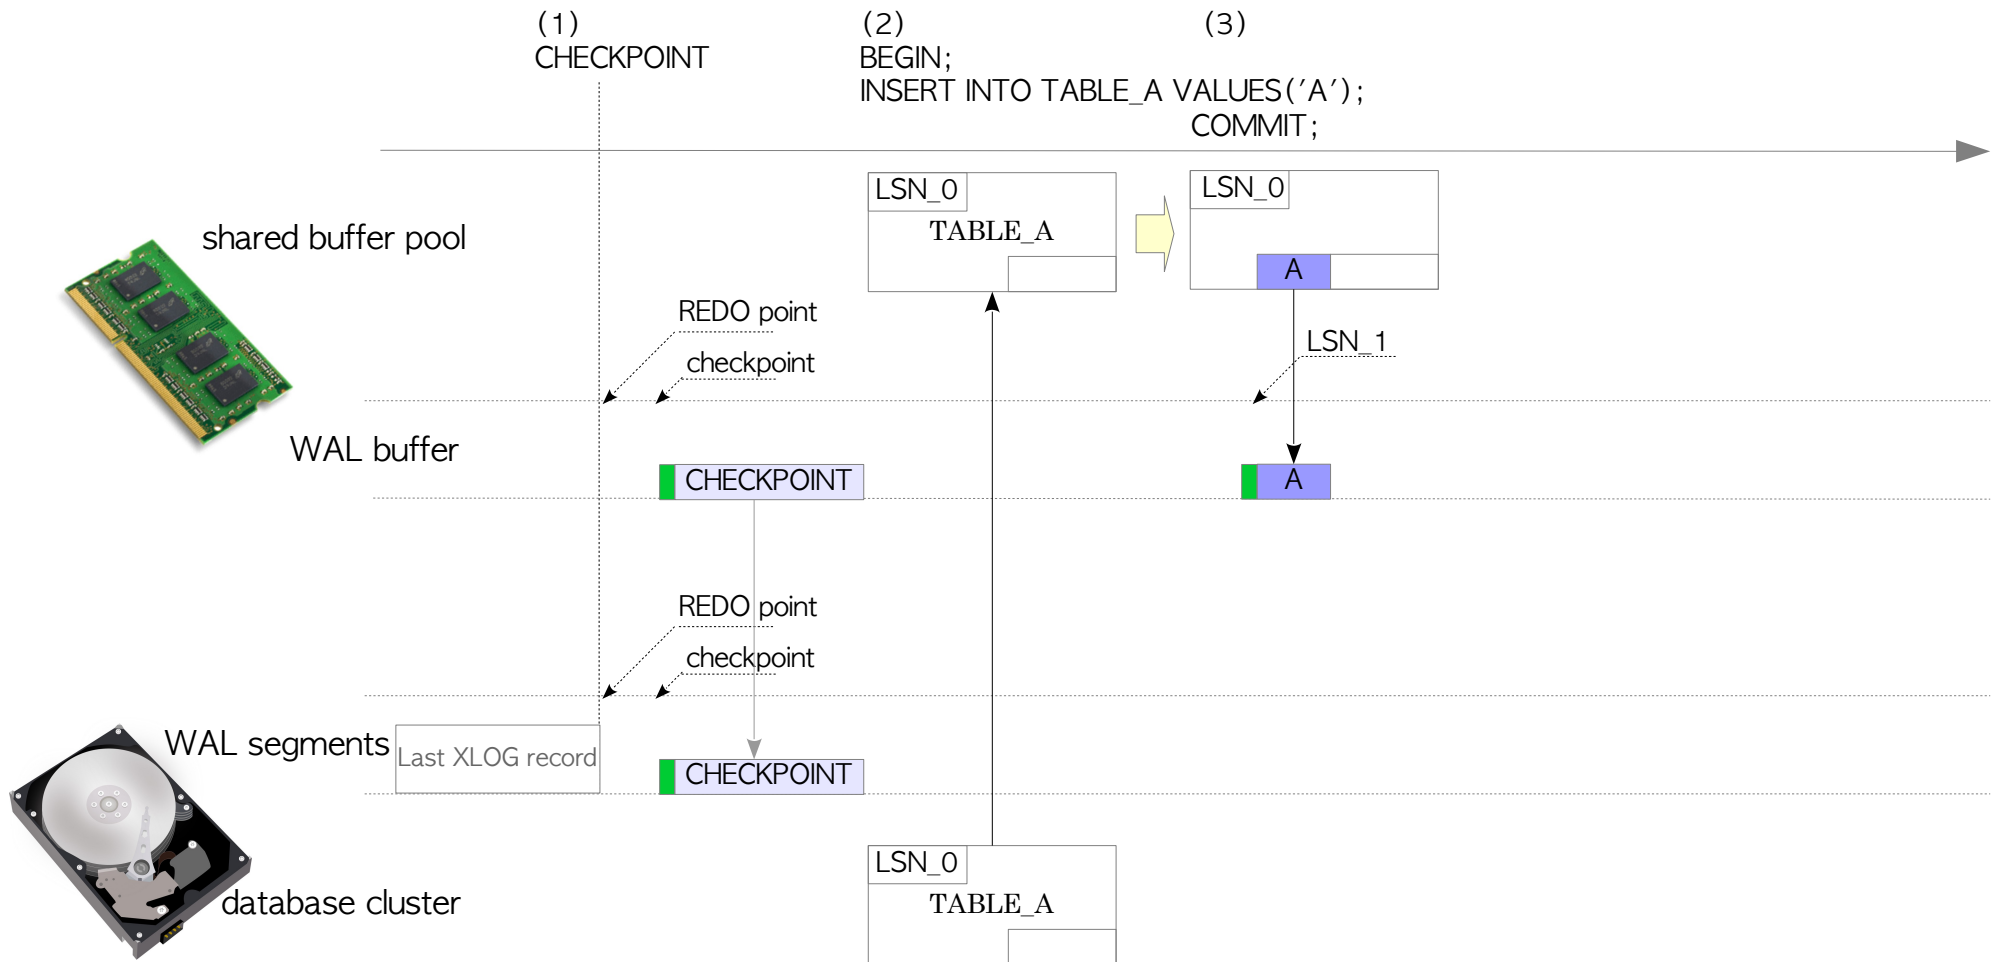 (1)
CHECKPOINT
(2)
BEGIN;
INSERT INTO TABLE_A VALUES('A');
(3)
COMMIT;
LSN_0
TABLE_A
LSN_0
A
shared buffer pool
REDO point
checkpoint
LSN_1
WAL buffer
CHECKPOINT
A
REDO point
checkpoint
WAL segments
Last XLOG record
CHECKPOINT
LSN_0
TABLE_A
database cluster